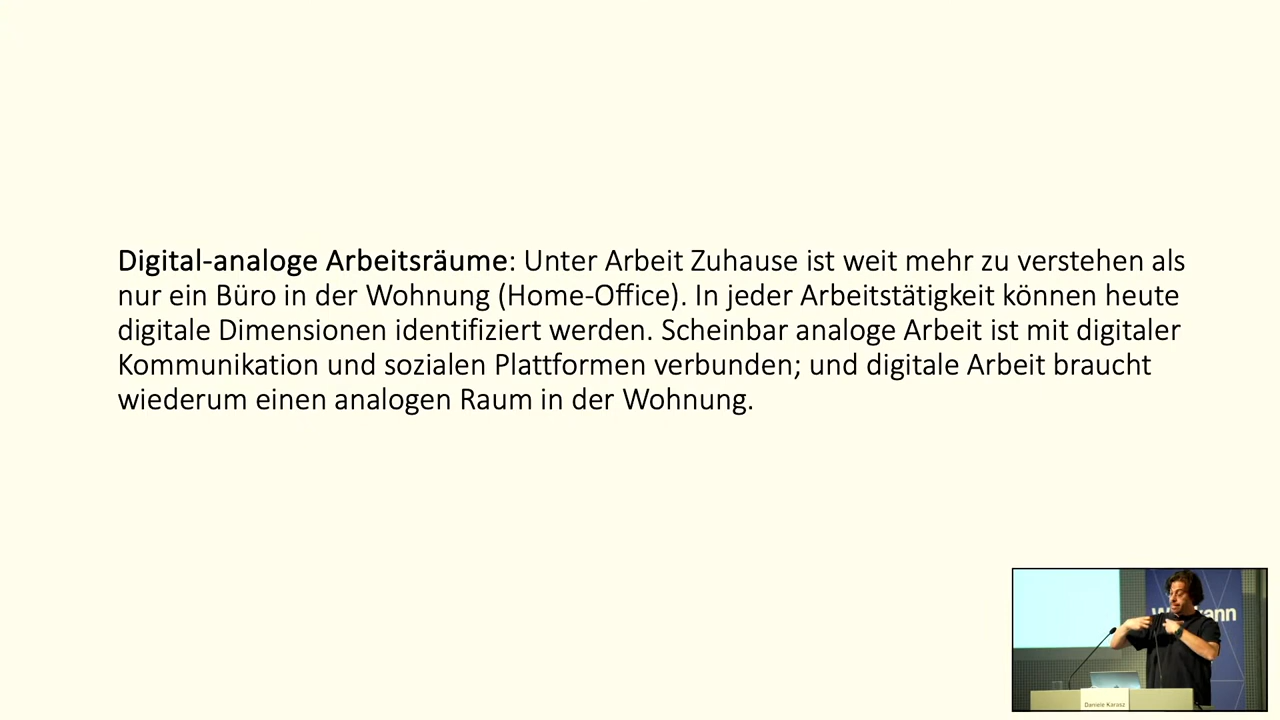 Digital-analoge Arbeitsräume: Unter Arbeit Zuhause ist weit mehr zu verstehen als
nur ein Büro in der Wohnung (Home-Office). In jeder Arbeitstätigkeit können heute
digitale Dimensionen identifiziert werden. Scheinbar analoge Arbeit ist mit digitaler
Kommunikation und sozialen Plattformen verbunden; und digitale Arbeit braucht
wiederum einen analogen Raum in der Wohnung.
Daniele Karasz